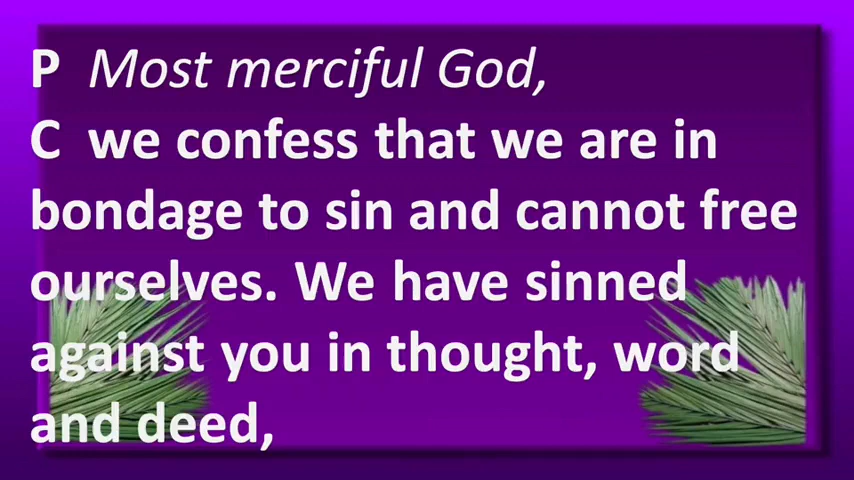 P Most merciful God,
C we confess that we are in
bondage to sin and cannot free
ourselves. We have sinned
against you in thought, word
and deed,